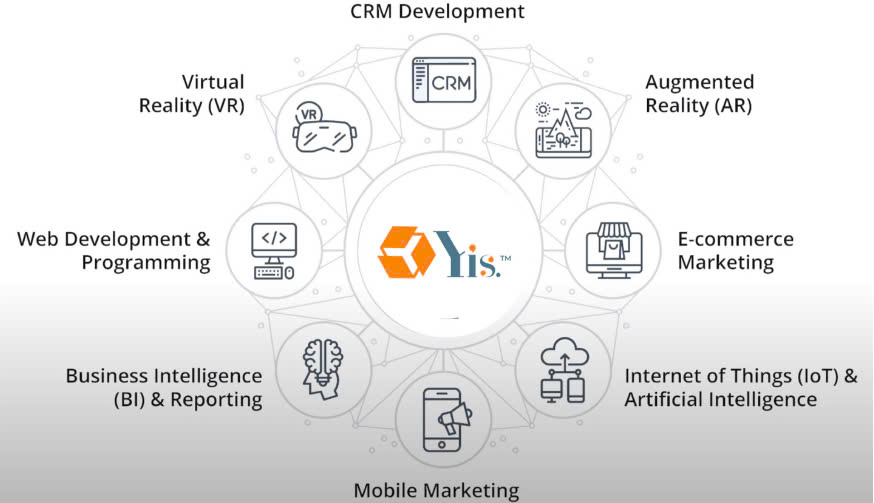 CRM Development
CRM
Virtual
Reality (VR)
VR
Augmented
Reality (AR)
Web Development &
Programming
</>
Yis.™
E-commerce
Marketing
Business Intelligence
(BI) & Reporting
Internet of Things (IoT) &
Artificial Intelligence
Mobile Marketing